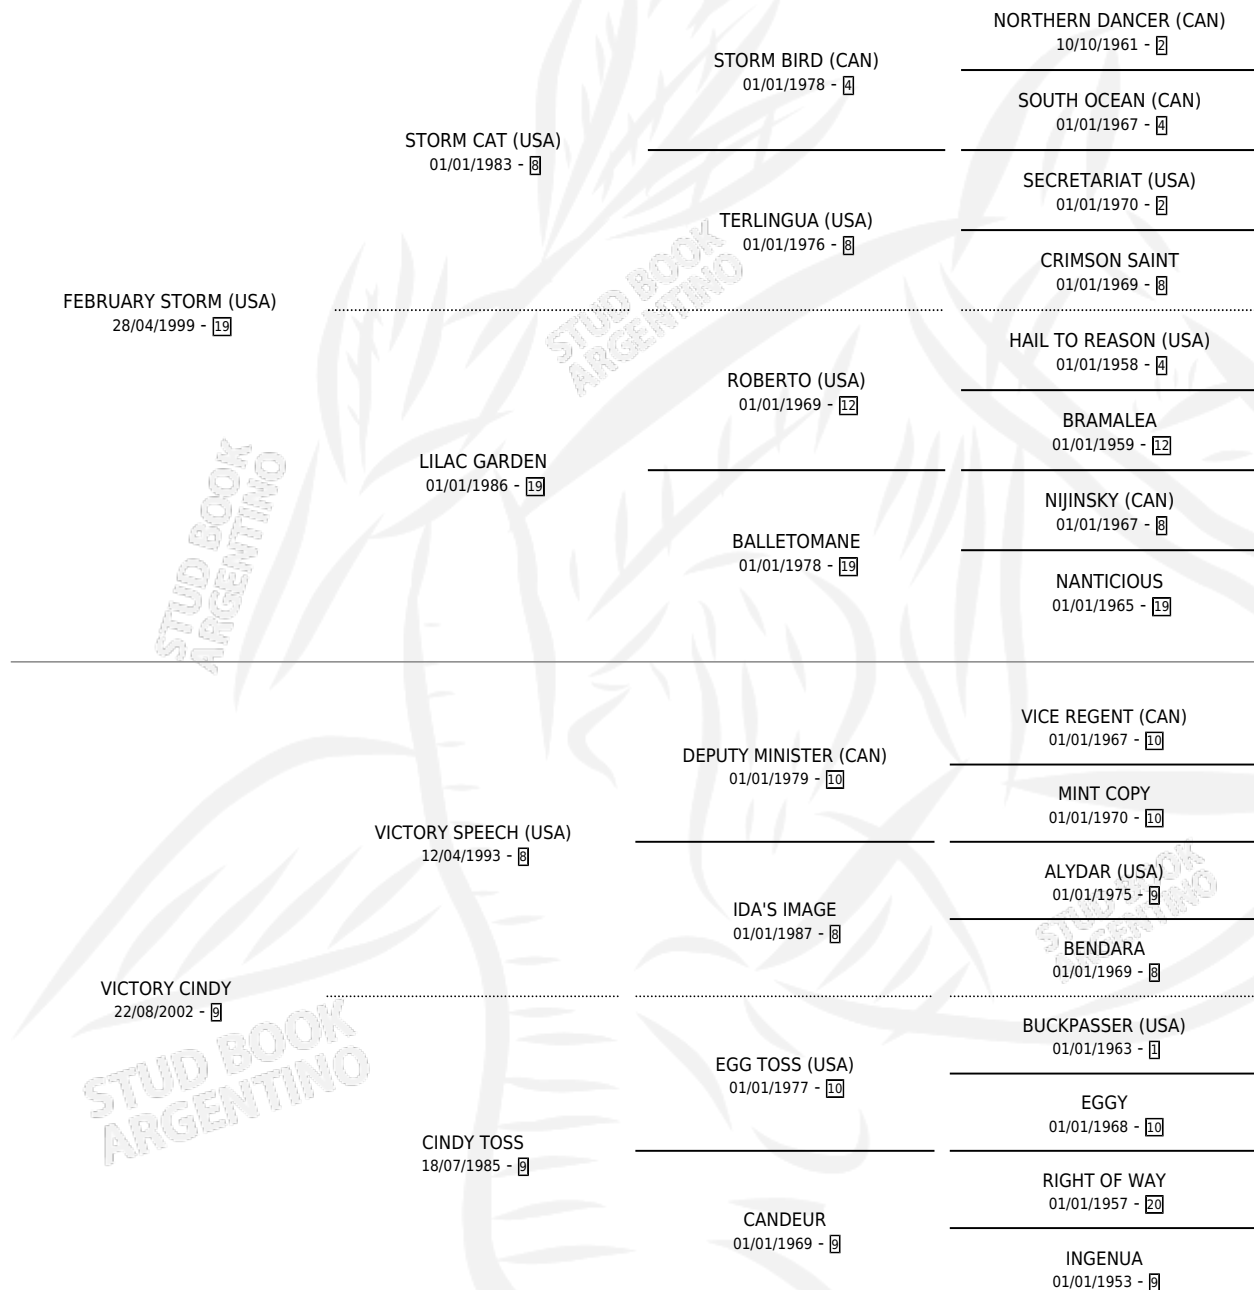 NORTHERN DANCER (CAN)
10/10/1961 - 2
STORM BIRD (CAN)
01/01/1978 - 4
SOUTH OCEAN (CAN)
01/01/1967 - 4
STORM CAT (USA)
01/01/1983 - 8
SECRETARIAT (USA)
01/01/1970 - 2
TERLINGUA (USA)
01/01/1976 - 8
CRIMSON SAINT
01/01/1969 - 8
FEBRUARY STORM (USA)
28/04/1999 - 19
HAIL TO REASON (USA)
01/01/1958 - 4
ROBERTO (USA)
01/01/1969 - 12
BRAMALEA
01/01/1959 - 12
LILAC GARDEN
01/01/1986 - 19
NIJINSKY (CAN)
01/01/1967 - 8
BALLETOMANE
01/01/1978 - 19
NANTICIOUS
01/01/1965 - 19
VICE REGENT (CAN)
01/01/1967 - 10
DEPUTY MINISTER (CAN)
01/01/1979 - 10
MINT COPY
01/01/1970 - 10
VICTORY SPEECH (USA)
12/04/1993 - 8
ALYDAR (USA)
01/01/1975 - 9
IDA'S IMAGE
01/01/1987 - 8
BENDARA
01/01/1969 - 8
VICTORY CINDY
22/08/2002 - 9
BUCKPASSER (USA)
01/01/1963 - 1
EGG TOSS (USA)
01/01/1977 - 10
EGGY
01/01/1968 - 10
CINDY TOSS
18/07/1985 - 9
RIGHT OF WAY
01/01/1957 - 20
CANDEUR
01/01/1969 - 9
INGENUA
01/01/1953 - 9
STUD BOOK
ARGENTINO
STUD BOOK
ARGENTINO
STUD BOOK
ARGENTINO
STUD BOOK
ARGENTINO